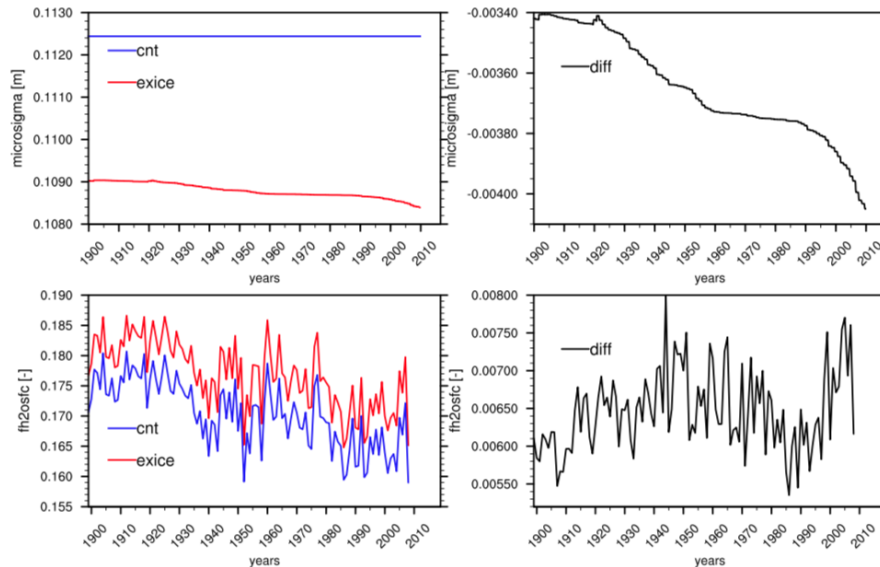 0.1130
0.1120
0.1110
0.1100
0.1090
0.1080
microsigma [m]
cnt
exice
1900 1910 1920 1930 1940 1950 1960 1970 1980 1990 2000 2010
years
-0.00340
-0.00360
-0.00380
-0.00400
microsigma [m]
diff
1900 1910 1920 1930 1940 1950 1960 1970 1980 1990 2000 2010
years
0.190
0.185
0.180
0.175
0.170
0.165
0.160
0.155
fh2osfc [-]
cnt
exice
1900 1910 1920 1930 1940 1950 1960 1970 1980 1990 2000 2010
years
0.00800
0.00750
0.00700
0.00650
0.00600
0.00550
fh2osfc [-]
diff
1900 1910 1920 1930 1940 1950 1960 1970 1980 1990 2000 2010
years